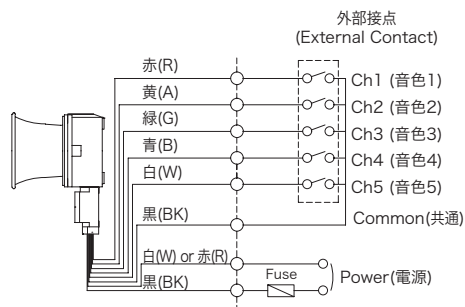 外部接点
(External Contact)
赤(R)
Ch1 (音色1)
黄(A)
Ch2 (音色2)
緑(G)
Ch3 (音色3)
青(B)
Ch4 (音色4)
白(W)
Ch5 (音色5)
黒(BK)
Common(共通)
白(W) or 赤(R)
Fuse
Power(電源)
黒(BK)